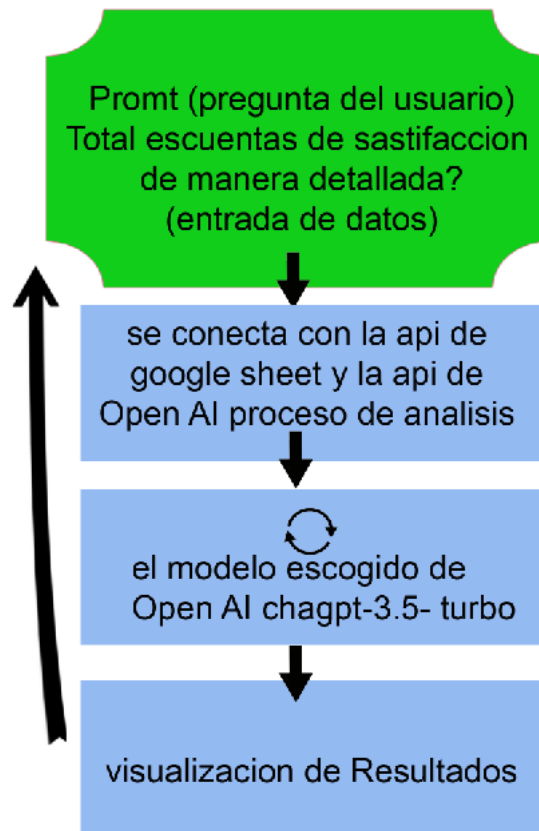 Promt (pregunta del usuario)
Total escuentas de sastifaccion
de manera detallada?
(entrada de datos)
se conecta con la api de
google sheet y la api de
Open AI proceso de analisis
el modelo escogido de
Open AI chagpt-3.5- turbo
visualizacion de Resultados